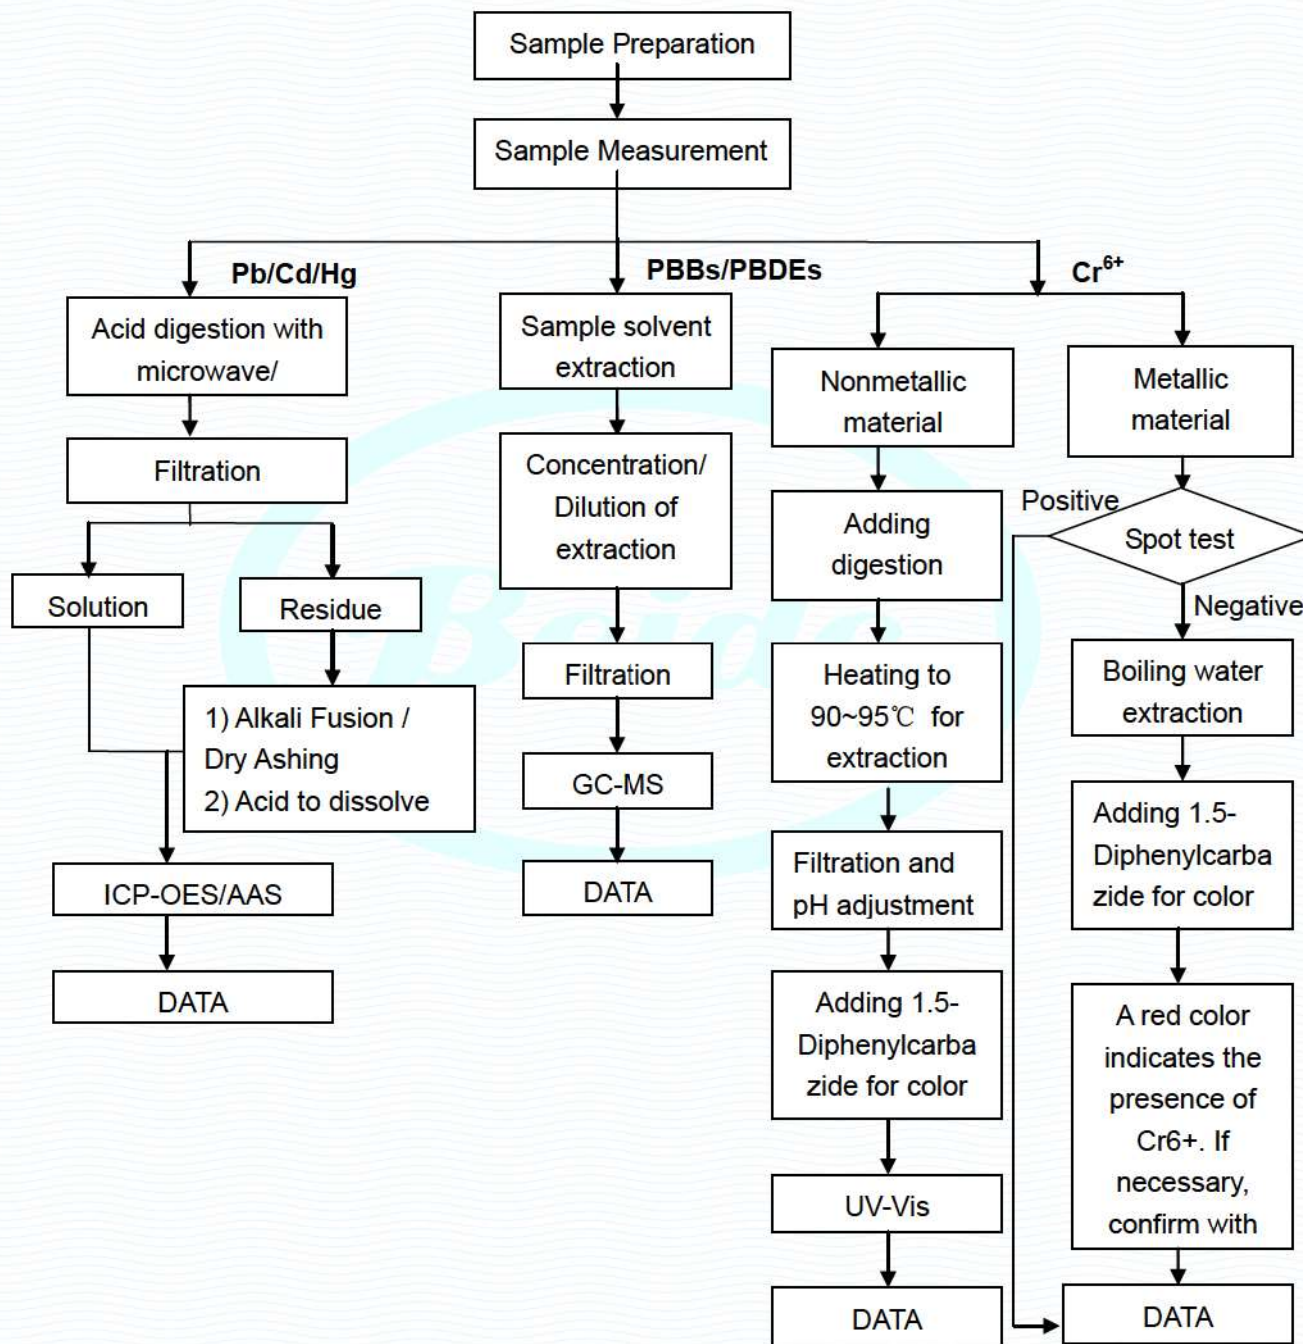 Sample Preparation
Sample Measurement
Pb/Cd/Hg
PBBs/PBDEs
Cr⁶⁺
Acid digestion with
microwave/
Filtration
Solution
Residue
1) Alkali Fusion /
Dry Ashing
2) Acid to dissolve
ICP-OES/AAS
DATA
Sample solvent
extraction
Concentration/
Dilution of
extraction
Filtration
GC-MS
DATA
Nonmetallic
material
Adding
digestion
Heating to
90~95℃ for
extraction
Filtration and
pH adjustment
Adding 1.5-
Diphenylcarba
zide for color
UV-Vis
DATA
Metallic
material
Positive
Spot test
Negative
Boiling water
extraction
Adding 1.5-
Diphenylcarba
zide for color
A red color
indicates the
presence of
Cr6+. If
necessary,
confirm with
DATA